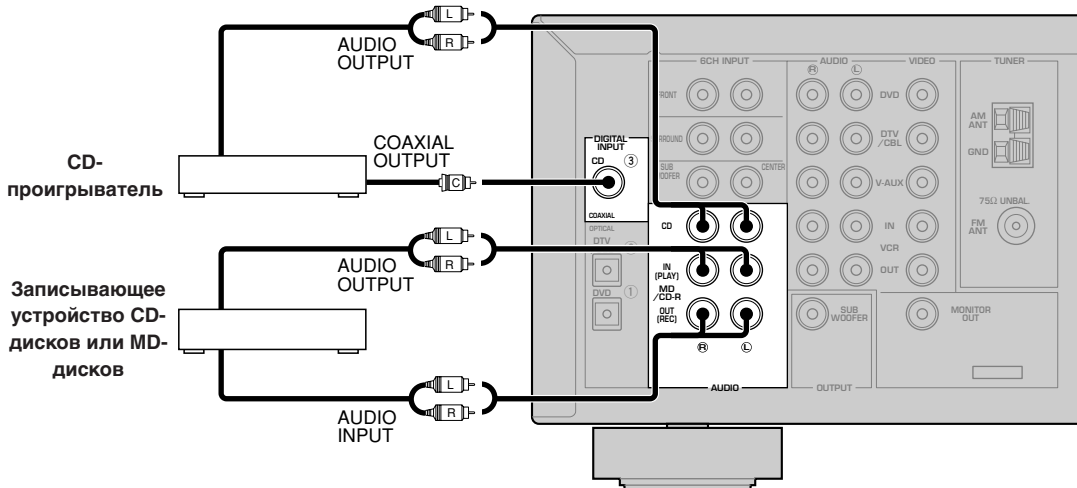 L
R
AUDIO
OUTPUT
CD-
проигрыватель
COAXIAL
OUTPUT
C
Записывающее
устройство CD-
дисков или MD-
дисков
L
R
AUDIO
OUTPUT
L
R
AUDIO
INPUT
DIGITAL
INPUT
CD ③
COAXIAL
OPTICAL
DTV
DVD ①
6CH INPUT
FRONT
SUB
WOOFER
CENTER
CD
IN
(PLAY)
MD
/CD-R
OUT
(REC)
R L
AUDIO
AUDIO
R L
VIDEO
DVD
DTV
/CBL
V-AUX
IN
VCR
OUT
SUB
WOOFER
OUTPUT
MONITOR
OUT
TUNER
AM
ANT
GND
75Ω UNBAL.
FM
ANT